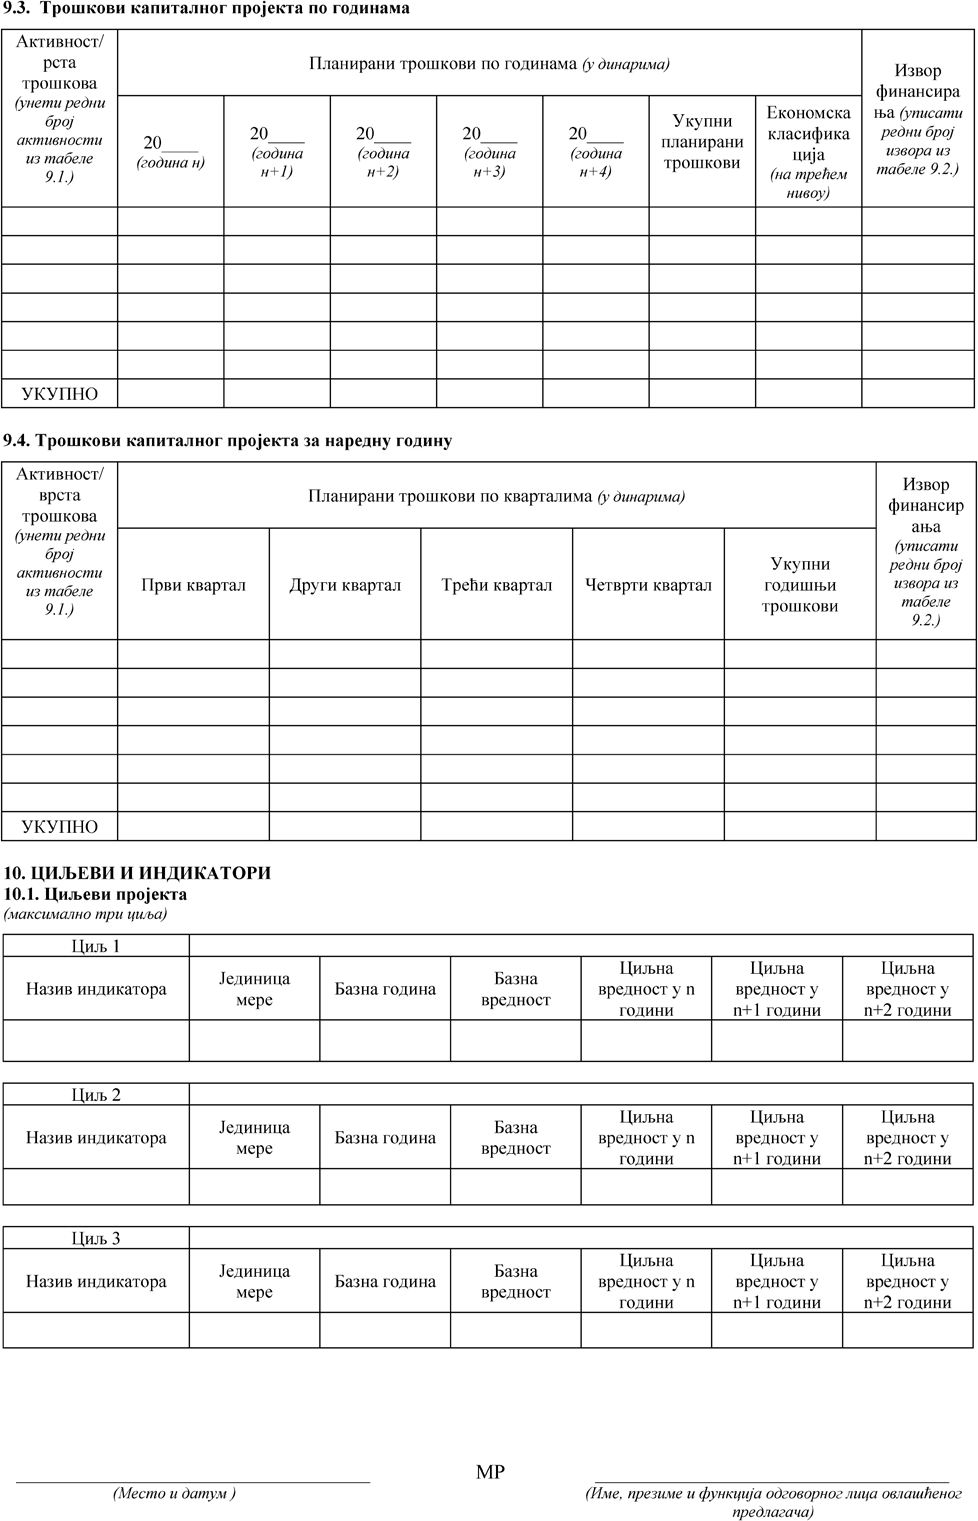 9.3. Трошкови капиталног пројекта по годинама
Активност/
рста
трошкова
(унети редни
број
активности
из табеле
9.1.)
Планирани трошкови по годинама (у динарима)
Извор
финансира
ња (уписати
редни број
извора из
табеле 9.2.)
20____
(година н)
20____
(година
н+1)
20____
(година
н+2)
20____
(година
н+3)
20____
(година
н+4)
Укупни
планирани
трошкови
Економска
класифика
ција
(на трећем
нивоу)
УКУПНО
9.4. Трошкови капиталног пројекта за наредну годину
Активност/
врста
трошкова
(унети редни
број
активности
из табеле
9.1.)
Планирани трошкови по кварталима (у динарима)
Извор
финансир
ања
(уписати
редни број
извора из
табеле
9.2.)
Први квартал
Други квартал
Трећи квартал
Четврти квартал
Укупни
годишњи
трошкови
УКУПНО
10. ЦИЉЕВИ И ИНДИКАТОРИ
10.1. Циљеви пројекта
(максимално три циља)
Циљ 1
Назив индикатора
Јединица
мере
Базна година
Базна
вредност
Циљна
вредност у n
години
Циљна
вредност у
n+1 години
Циљна
вредност у
n+2 години
Циљ 2
Назив индикатора
Јединица
мере
Базна година
Базна
вредност
Циљна
вредност у n
години
Циљна
вредност у
n+1 години
Циљна
вредност у
n+2 години
Циљ 3
Назив индикатора
Јединица
мере
Базна година
Базна
вредност
Циљна
вредност у n
години
Циљна
вредност у
n+1 години
Циљна
вредност у
n+2 години
МР
(Место и датум )
(Име, презиме и функција одговорног лица овлашћеног
предлагача)